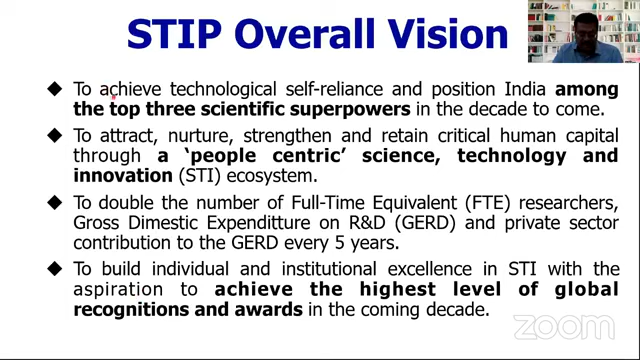 STIP Overall Vision
To achieve technological self-reliance and position India among
the top three scientific superpowers in the decade to come.
To attract, nurture, strengthen and retain critical human capital
through a ‘people centric’ science, technology and
innovation (STI) ecosystem.
To double the number of Full-Time Equivalent (FTE) researchers,
Gross Dimestic Expenditture on R&D (GERD) and private sector
contribution to the GERD every 5 years.
To build individual and institutional excellence in STI with the
aspiration to achieve the highest level of global
recognitions and awards in the coming decade.
zoom